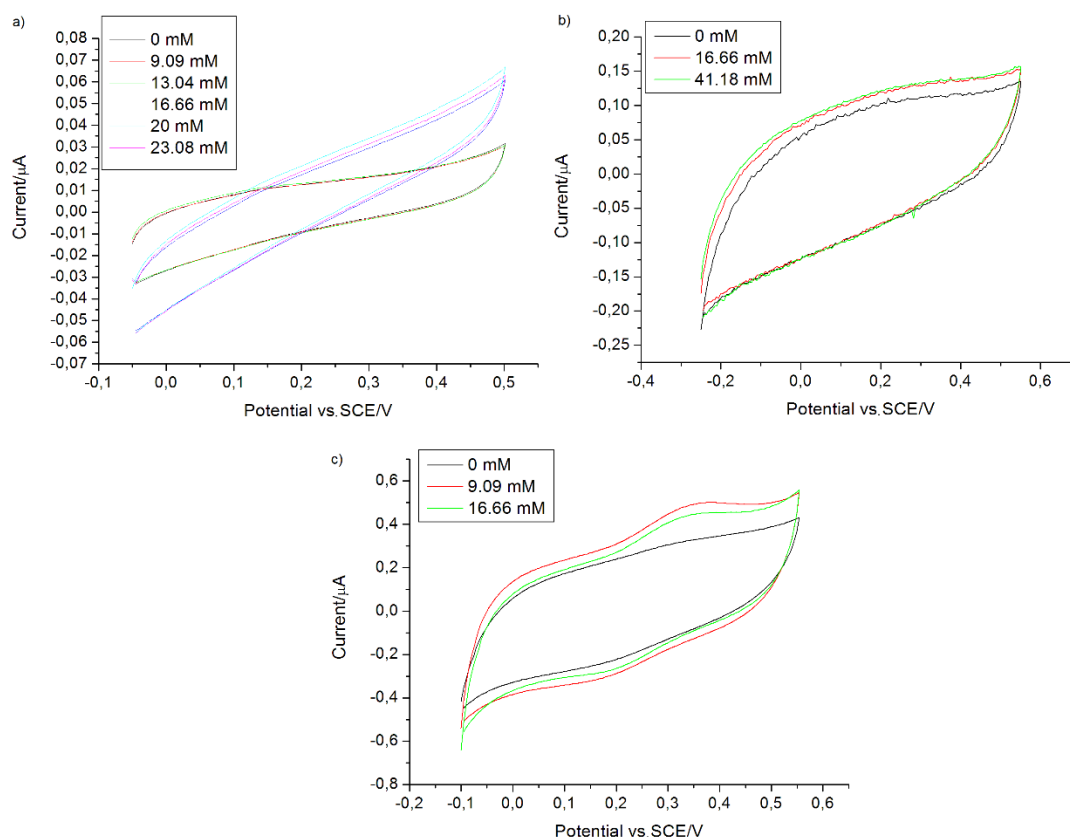 a)
0 mM
9.09 mM
13.04 mM
16.66 mM
20 mM
23.08 mM
0,08
0,07
0,06
0,05
0,04
0,03
0,02
0,01
0,00
-0,01
-0,02
-0,03
-0,04
-0,05
-0,06
-0,07
Current/µA
-0,1 0,0 0,1 0,2 0,3 0,4 0,5
Potential vs.SCE/V
b)
0 mM
16.66 mM
41.18 mM
0,20
0,15
0,10
0,05
0,00
-0,05
-0,10
-0,15
-0,20
-0,25
Current/µA
-0,4 -0,2 0,0 0,2 0,4 0,6
Potential vs.SCE/V
c)
0 mM
9.09 mM
16.66 mM
0,6
0,4
0,2
0,0
-0,2
-0,4
-0,6
-0,8
Current/µA
-0,2 -0,1 0,0 0,1 0,2 0,3 0,4 0,5 0,6
Potential vs.SCE/V